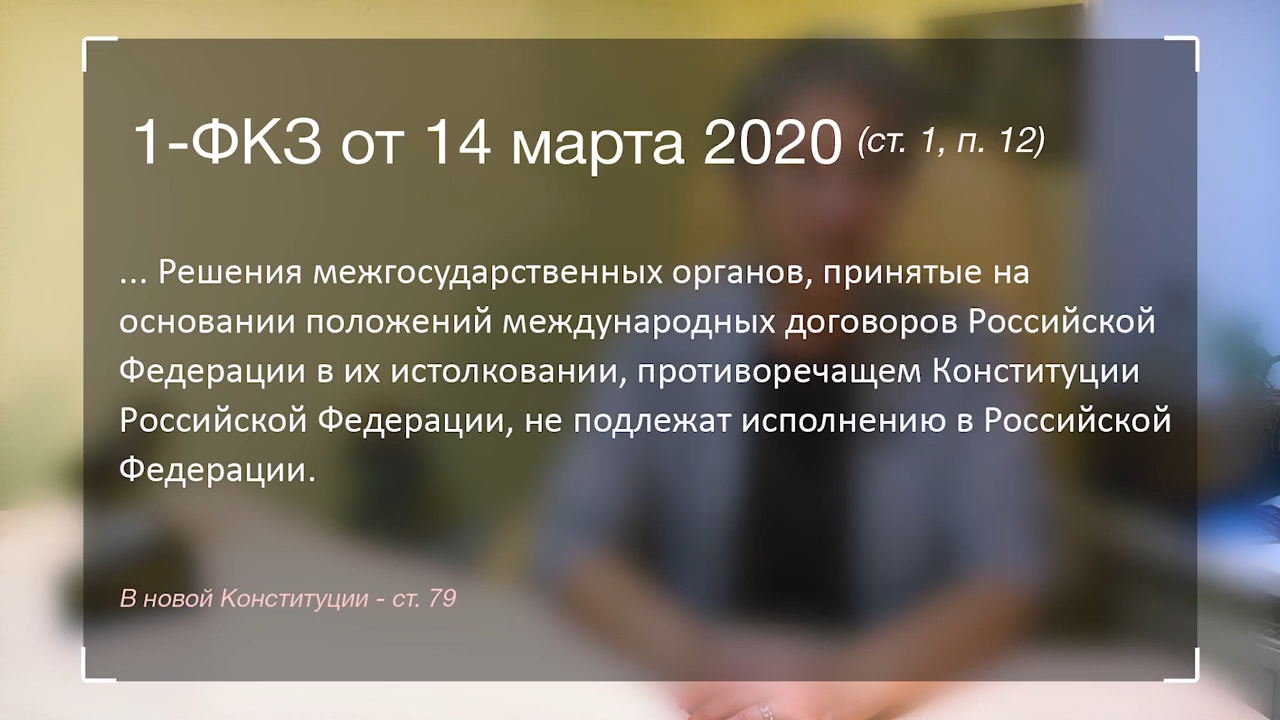 1-ФКЗ от 14 марта 2020 (ст. 1, п. 12)
... Решения межгосударственных органов, принятые на
основании положений международных договоров Российской
Федерации в их истолковании, противоречащем Конституции
Российской Федерации, не подлежат исполнению в Российской
Федерации.
В новой Конституции - ст. 79